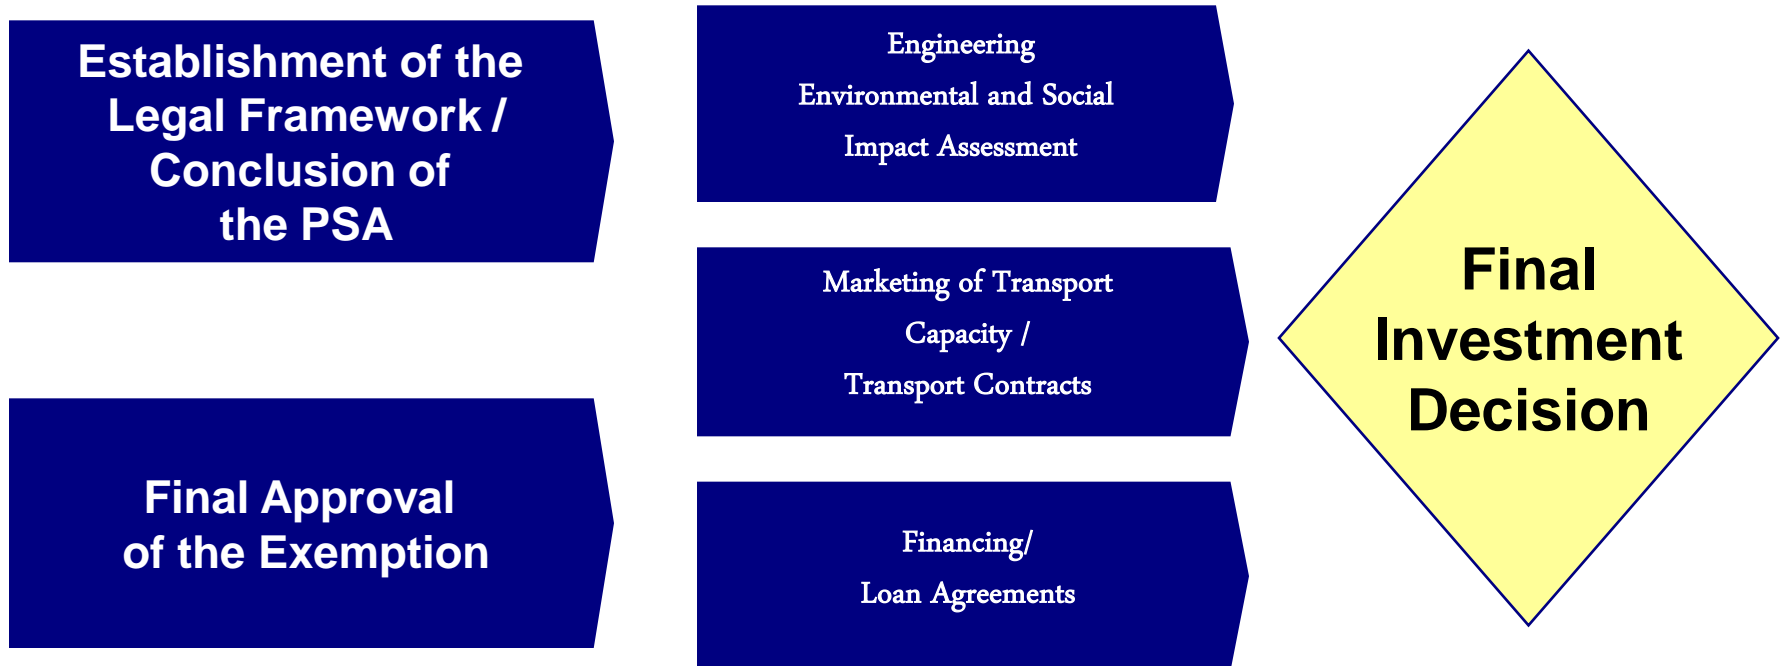 Establishment of the
Legal Framework /
Conclusion of
the PSA
Final Approval
of the Exemption
Engineering
Environmental and Social
Impact Assessment
Marketing of Transport
Capacity /
Transport Contracts
Financing/
Loan Agreements
Final
Investment
Decision